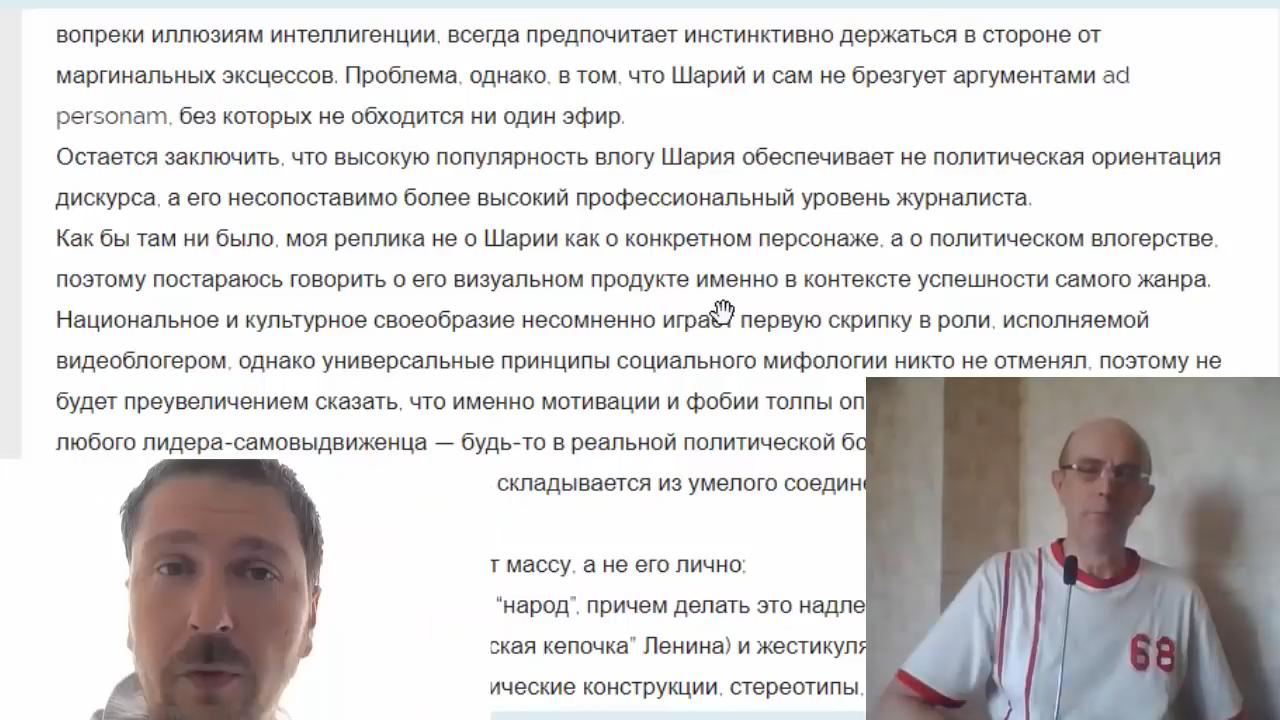 вопреки иллюзиям интеллигенции, всегда предпочитает инстинктивно держаться в стороне от
маргинальных эксцессов. Проблема, однако, в том, что Шарий и сам не брезгует аргументами ad
personam, без которых не обходится ни один эфир.
Остается заключить, что высокую популярность влогу Шария обеспечивает не политическая ориентация
дискурса, а его несопоставимо более высокий профессиональный уровень журналиста.
Как бы там ни было, моя реплика не о Шарии как о конкретном персонаже, а о политическом влогерстве,
поэтому постараюсь говорить о его визуальном продукте именно в контексте успешности самого жанра.
Национальное и культурное своеобразие несомненно играет первую скрипку в роли, исполняемой
видеоблогером, однако универсальные принципы социального мифологии никто не отменял, поэтому не
будет преувеличением сказать, что именно мотивации и фобии толпы оп
любого лидера-самовыдвиженца — будь-то в реальной политической бо
складывается из умелого соедине
т массу, а не его лично;
“народ”, причем делать это надле
ская кепочка” Ленина) и жестикуля
ические конструкции, стереотипы,
68